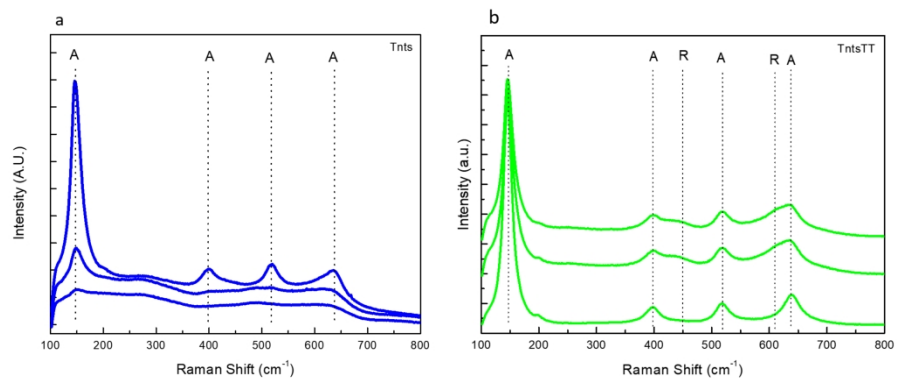 a
Tnts
A A A A
Intensity (A.U.)
100 200 300 400 500 600 700 800
Raman Shift (cm⁻¹)
b
TntsTT
A A R A R A
Intensity (a.u.)
100 200 300 400 500 600 700 800
Raman Shift (cm⁻¹)